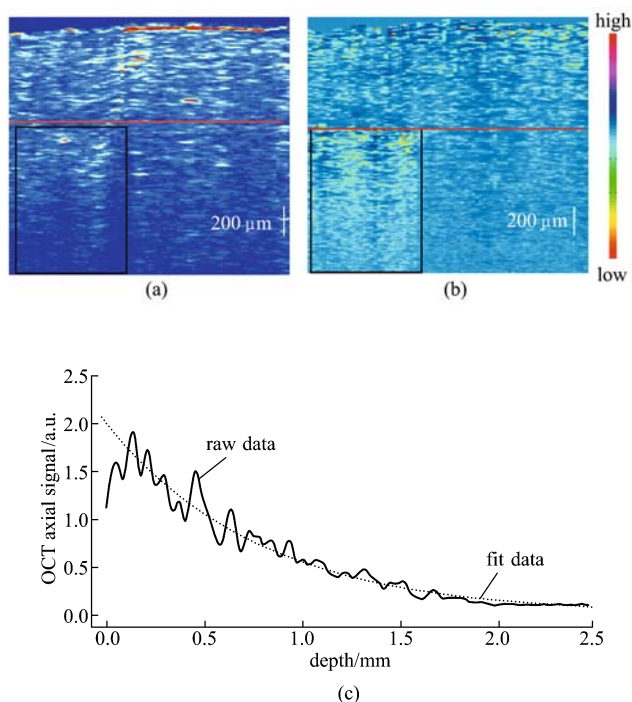 high
200 μm
200 μm
low
(a)
(b)
2.5
2.0
1.5
1.0
0.5
0.0
OCT axial signal/a.u.
raw data
fit data
0.0 0.5 1.0 1.5 2.0 2.5
depth/mm
(c)